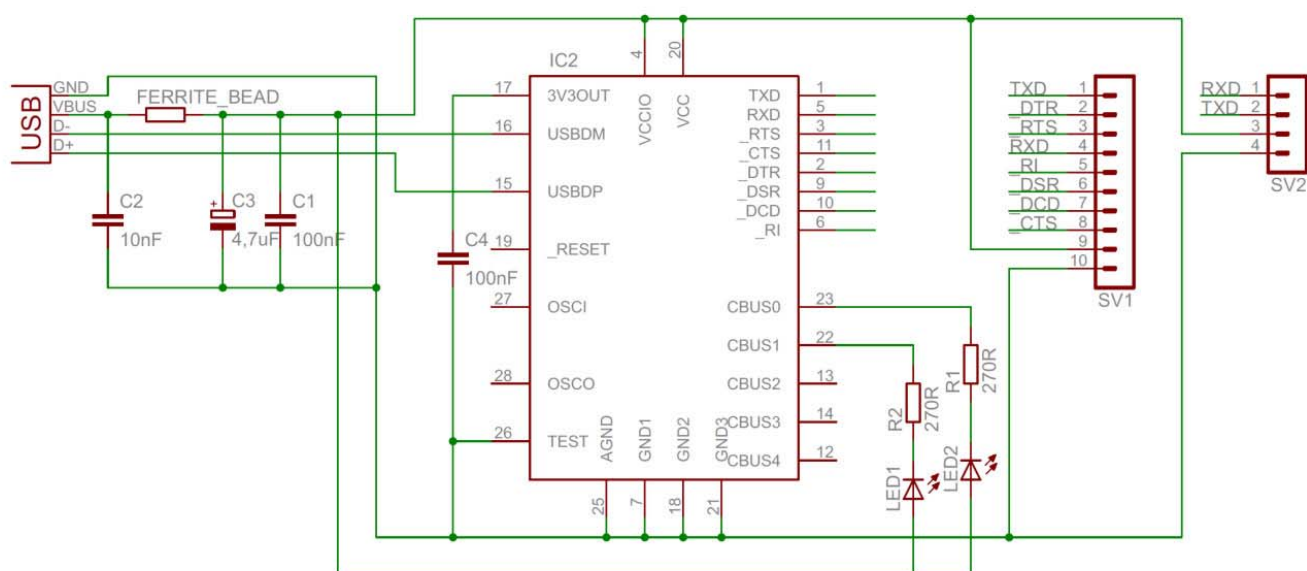 USB
GND
VBUS
D-
D+
FERRITE_BEAD
C2
10nF
+
C3
4,7uF
C1
100nF
C4
100nF
IC2
4
20
VCCIO
VCC
17
3V3OUT
16
USBDM
15
USBDP
19
_RESET
27
OSCI
28
OSCO
26
TEST
AGND
GND1
GND2
GND3
25
7
18
21
TXD
1
RXD
5
_RTS
3
_CTS
11
_DTR
2
_DSR
9
_DCD
10
_RI
6
CBUS0
23
CBUS1
22
CBUS2
13
CBUS3
14
CBUS4
12
R2
270R
R1
270R
LED1
LED2
TXD
1
_DTR
2
_RTS
3
RXD
4
_RI
5
_DSR
6
_DCD
7
_CTS
8
9
10
SV1
RXD
1
TXD
2
3
4
SV2